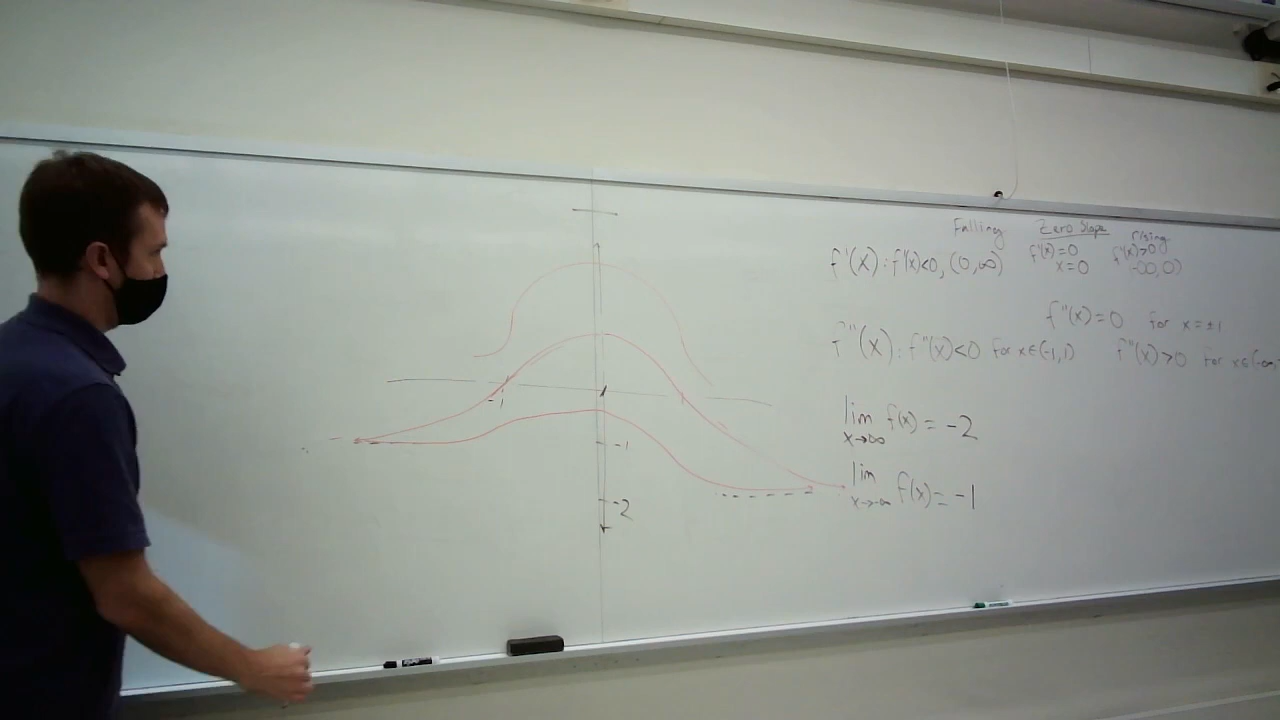 Falling Zero Slope rising
f'(x) : f'(x)<0, (0,∞) f'(x)=0 f'(x)>0
x=0 -∞,0)
f''(x)=0 for x=±1
f''(x) : f''(x)<0 for x∈(-1,1) f''(x)>0 for x∈(-∞,
-1
-1
-2
lim f(x) = -2
x→∞
lim f(x) = -1
x→-∞